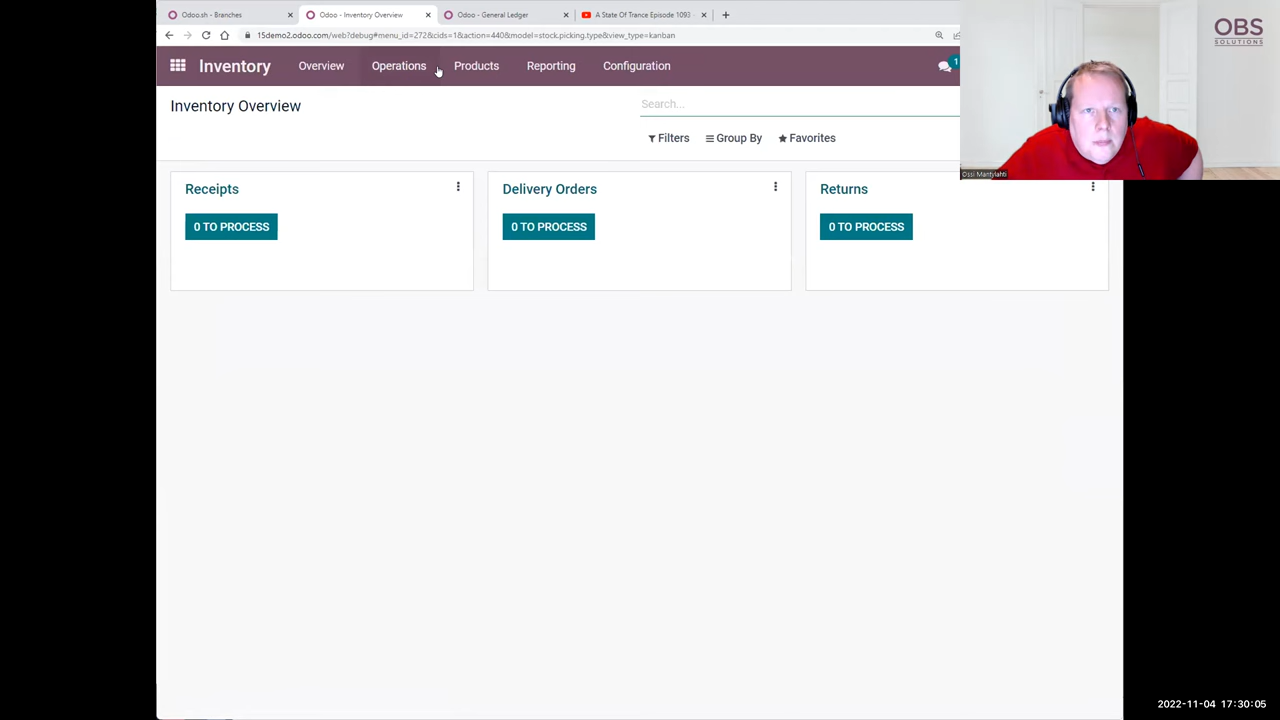 Odoo.sh - Branches
Odoo - Inventory Overview
Odoo - General Ledger
A State Of Trance Episode 1093 -
15demo2.odoo.com/web?debug#menu_id=272&cids=1&action=440&model=stock.picking.type&view_type=kanban
OBS
SOLUTIONS
Inventory Overview Operations Products Reporting Configuration
1
Inventory Overview
Search...
Filters Group By Favorites
Ossi Mantylahti
Receipts Delivery Orders Returns
0 TO PROCESS 0 TO PROCESS 0 TO PROCESS
2022-11-04 17:30:05